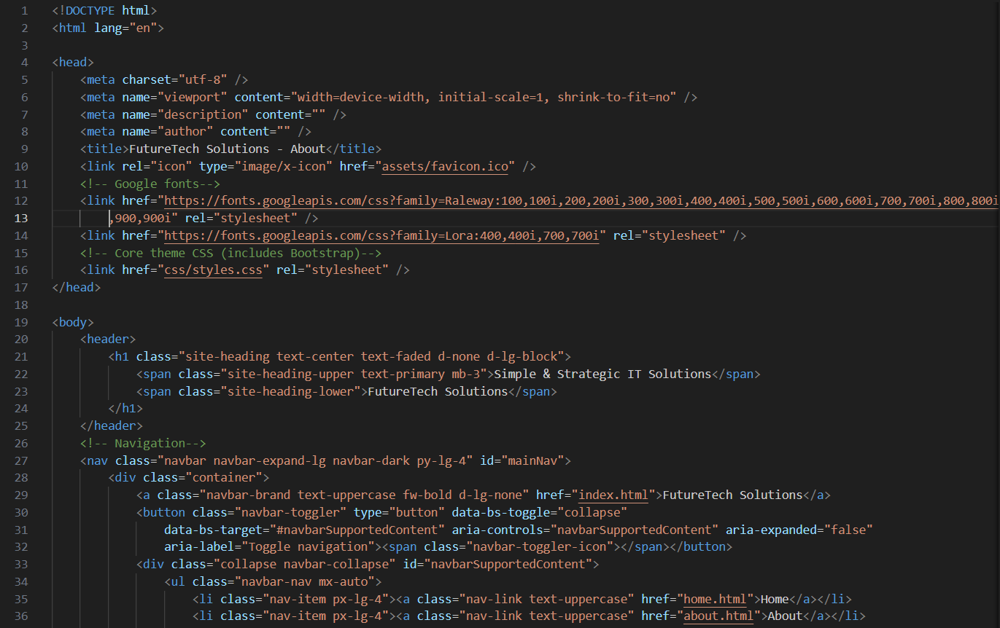 1 <!DOCTYPE html>
2 <html lang="en">
3
4 <head>
5     <meta charset="utf-8" />
6     <meta name="viewport" content="width=device-width, initial-scale=1, shrink-to-fit=no" />
7     <meta name="description" content="" />
8     <meta name="author" content="" />
9     <title>FutureTech Solutions - About</title>
10     <link rel="icon" type="image/x-icon" href="assets/favicon.ico" />
11     <!-- Google fonts-->
12     <link href="https://fonts.googleapis.com/css?family=Raleway:100,100i,200,200i,300,300i,400,400i,500,500i,600,600i,700,700i,800,800i
13         ,900,900i" rel="stylesheet" />
14     <link href="https://fonts.googleapis.com/css?family=Lora:400,400i,700,700i" rel="stylesheet" />
15     <!-- Core theme CSS (includes Bootstrap)-->
16     <link href="css/styles.css" rel="stylesheet" />
17 </head>
18
19 <body>
20     <header>
21         <h1 class="site-heading text-center text-faded d-none d-lg-block">
22             <span class="site-heading-upper text-primary mb-3">Simple & Strategic IT Solutions</span>
23             <span class="site-heading-lower">FutureTech Solutions</span>
24         </h1>
25     </header>
26     <!-- Navigation-->
27     <nav class="navbar navbar-expand-lg navbar-dark py-lg-4" id="mainNav">
28         <div class="container">
29             <a class="navbar-brand text-uppercase fw-bold d-lg-none" href="index.html">FutureTech Solutions</a>
30             <button class="navbar-toggler" type="button" data-bs-toggle="collapse"
31                 data-bs-target="#navbarSupportedContent" aria-controls="navbarSupportedContent" aria-expanded="false"
32                 aria-label="Toggle navigation"><span class="navbar-toggler-icon"></span></button>
33             <div class="collapse navbar-collapse" id="navbarSupportedContent">
34                 <ul class="navbar-nav mx-auto">
35                     <li class="nav-item px-lg-4"><a class="nav-link text-uppercase" href="home.html">Home</a></li>
36                     <li class="nav-item px-lg-4"><a class="nav-link text-uppercase" href="about.html">About</a></li>